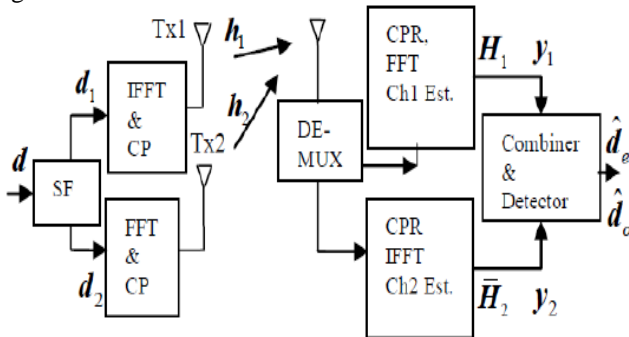 Tx1
h1
d1
IFFT
&
CP
d
SF
h2
Tx2
FFT
&
CP
d2
DE-
MUX
CPR,
FFT
Ch1 Est.
H1 y1
CPR
IFFT
Ch2 Est.
H̄2 y2
Combiner
&
Detector
d̂e
d̂o